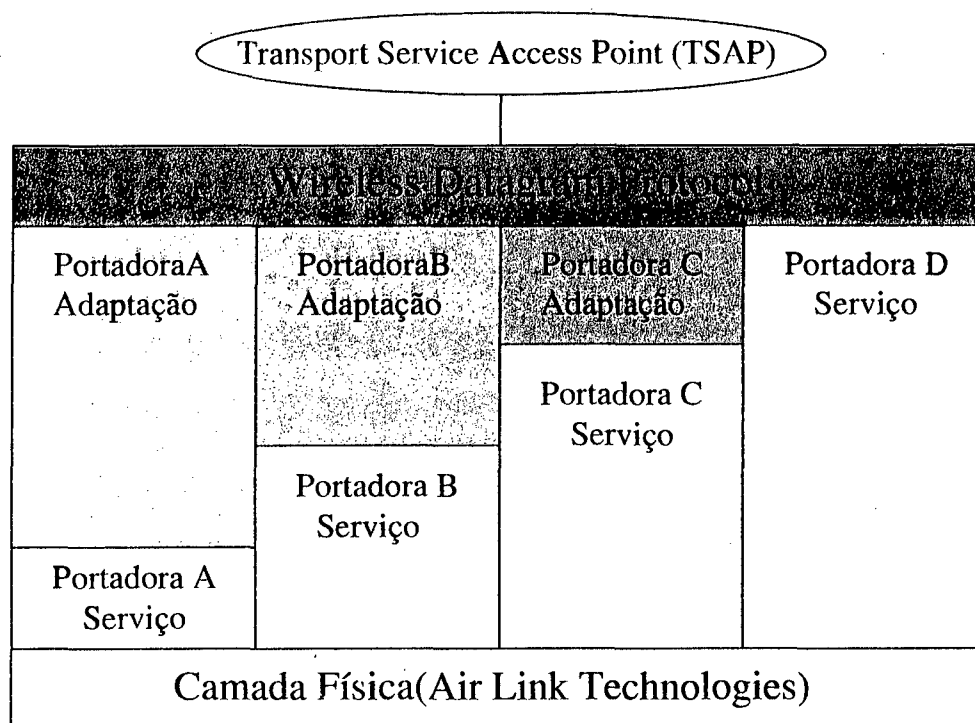 Transport Service Access Point (TSAP)
Wireless Datagram Protocol
PortadoraA
Adaptação
PortadoraB
Adaptação
Portadora C
Adaptação
Portadora D
Serviço
Portadora C
Serviço
Portadora B
Serviço
Portadora A
Serviço
Camada Física(Air Link Technologies)